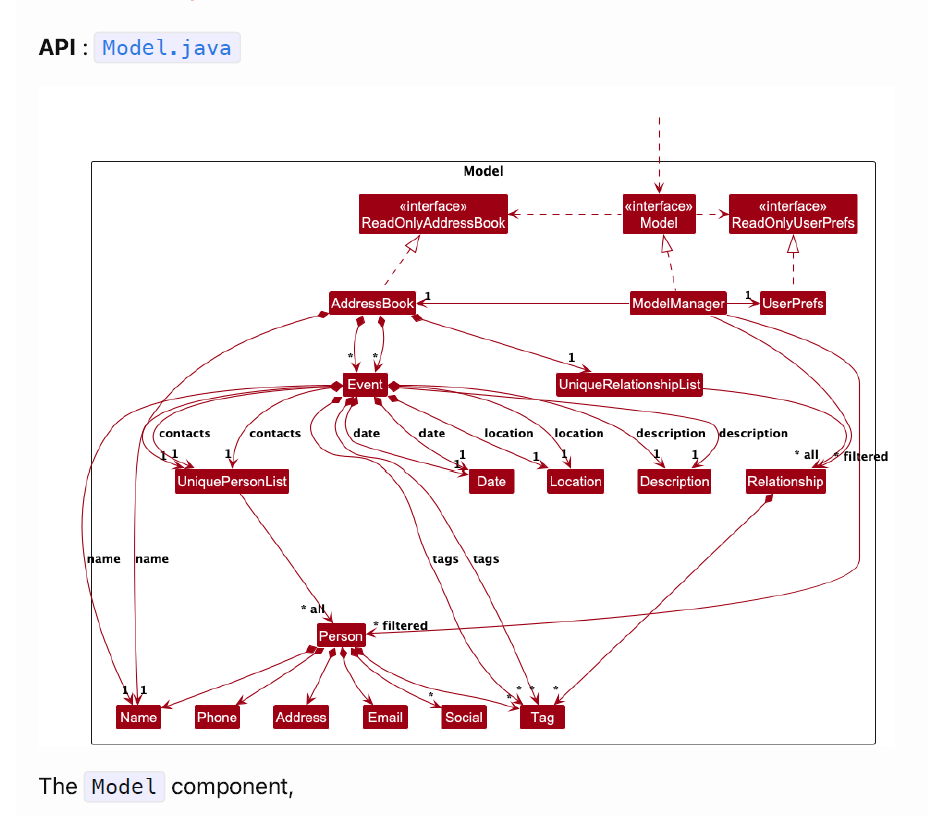 API : Model.java
Model
«interface»
ReadOnlyAddressBook
«interface»
Model
«interface»
ReadOnlyUserPrefs
AddressBook
1
ModelManager
1
UserPrefs
*
*
1
Event
UniqueRelationshipList
contacts
contacts
date
date
location
location
description
description
1
1
1
1
1
1
1
1
1
* all
* filtered
UniquePersonList
Date
Location
Description
Relationship
name
name
tags
tags
* all
* filtered
Person
1
1
*
*
*
*
*
Name
Phone
Address
Email
Social
Tag
The Model component,